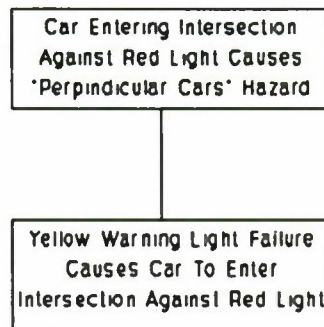 Car Entering Intersection
Against Red Light Causes
"Perpindicular Cars" Hazard
Yellow Warning Light Failure
Causes Car To Enter
Intersection Against Red Light